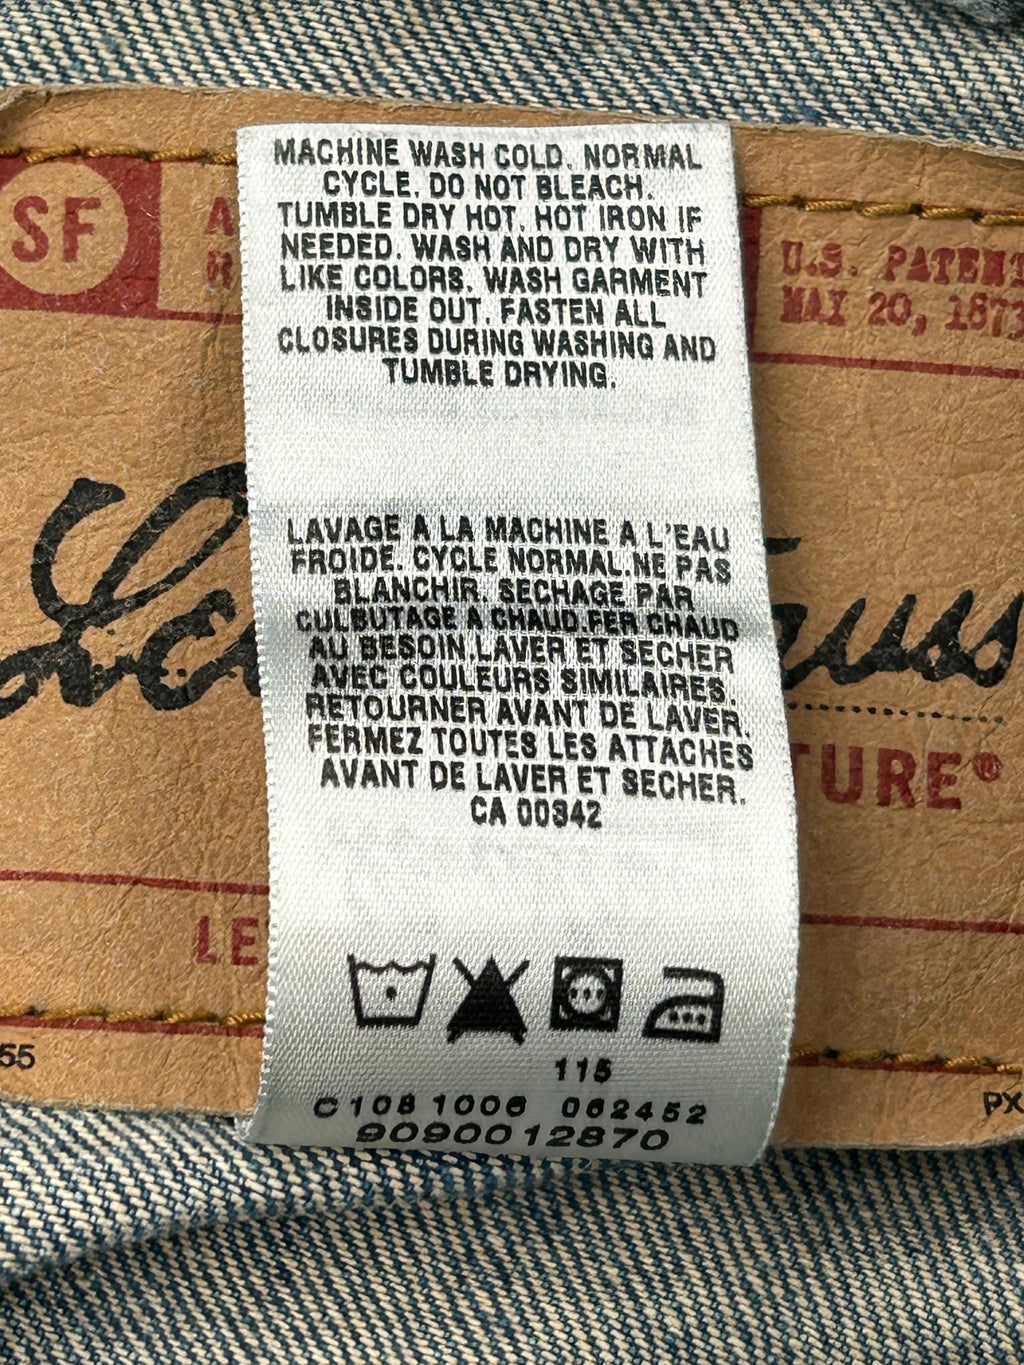 MACHINE WASH COLD. NORMAL
CYCLE. DO NOT BLEACH.
TUMBLE DRY HOT. HOT IRON IF
NEEDED. WASH AND DRY WITH
LIKE COLORS. WASH GARMENT
INSIDE OUT. FASTEN ALL
CLOSURES DURING WASHING AND
TUMBLE DRYING.
LAVAGE A LA MACHINE A L'EAU
FROIDE. CYCLE NORMAL.NE PAS
BLANCHIR. SECHAGE PAR
CULBUTAGE A CHAUD.FER CHAUD
AU BESOIN.LAVER ET SECHER
AVEC COULEURS SIMILAIRES.
RETOURNER AVANT DE LAVER.
FERMEZ TOUTES LES ATTACHES
AVANT DE LAVER ET SECHER.
CA 00342
115
C 108 1006 062452
9090012870
SF
U.S. PATENT
MAY 20, 1873
TURE®
LE
55
PX